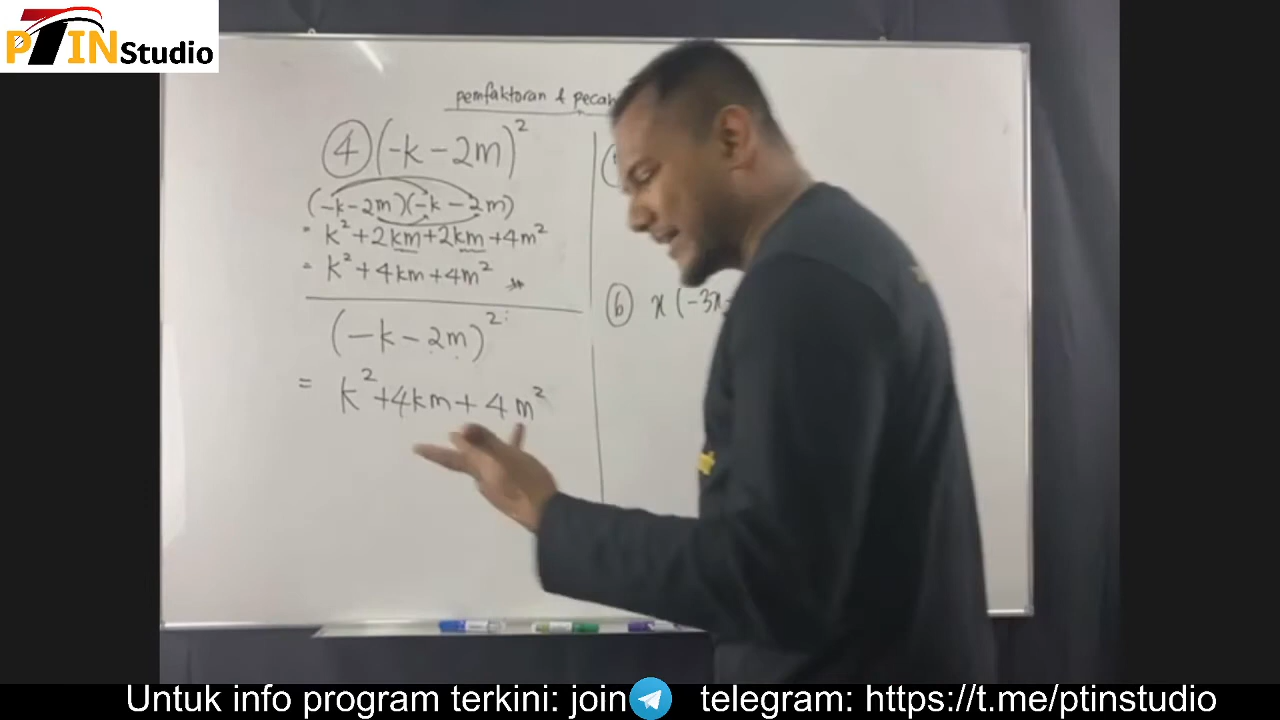 PTIN Studio
pemfaktoran & pecah
④ (-k - 2m)²
(-k - 2m)(-k - 2m)
= k² + 2km + 2km + 4m²
= k² + 4km + 4m²
(-k - 2m)²
= k² + 4km + 4m²
⑥ x(-3x
Untuk info program terkini: join telegram: https://t.me/ptinstudio